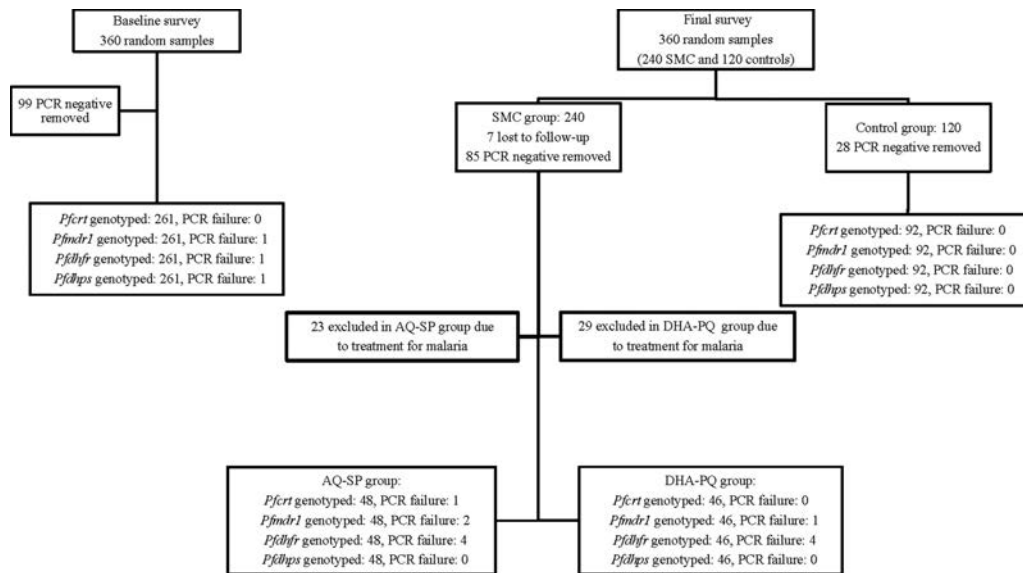 Baseline survey
360 random samples
Final survey
360 random samples
(240 SMC and 120 controls)
99 PCR negative
removed
SMC group: 240
7 lost to follow-up
85 PCR negative removed
Control group: 120
28 PCR negative removed
Pfcrt genotyped: 261, PCR failure: 0
Pfmdr1 genotyped: 261, PCR failure: 1
Pfdhfr genotyped: 261, PCR failure: 1
Pfdhps genotyped: 261, PCR failure: 1
Pfcrt genotyped: 92, PCR failure: 0
Pfmdr1 genotyped: 92, PCR failure: 0
Pfdhfr genotyped: 92, PCR failure: 0
Pfdhps genotyped: 92, PCR failure: 0
23 excluded in AQ-SP group due
to treatment for malaria
29 excluded in DHA-PQ group due
to treatment for malaria
AQ-SP group:
Pfcrt genotyped: 48, PCR failure: 1
Pfmdr1 genotyped: 48, PCR failure: 2
Pfdhfr genotyped: 48, PCR failure: 4
Pfdhps genotyped: 48, PCR failure: 0
DHA-PQ group:
Pfcrt genotyped: 46, PCR failure: 0
Pfmdr1 genotyped: 46, PCR failure: 1
Pfdhfr genotyped: 46, PCR failure: 4
Pfdhps genotyped: 46, PCR failure: 0